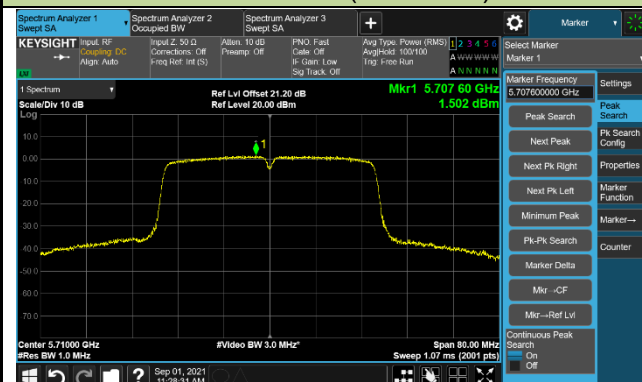 Spectrum Analyzer 1
Swept SA
Spectrum Analyzer 2
Occupied BW
Spectrum Analyzer 3
Swept SA
+
Marker
KEYSIGHT
Input: RF
Coupling: DC
Align: Auto
Input Z: 50 Ω
Corrections: Off
Freq Ref: Int (S)
Atten: 10 dB
Preamp: Off
PNO: Fast
Gate: Off
IF Gain: Low
Sig Track: Off
Avg Type: Power (RMS)
Avg|Hold: 100/100
Trig: Free Run
1 2 3 4 5 6
A W W W W W
A N N N N N
Select Marker
Marker 1
LXI
1 Spectrum
Scale/Div 10 dB
Log
Ref Lvl Offset 21.20 dB
Ref Level 20.00 dBm
Mkr1 5.707 60 GHz
1.502 dBm
10.0
0.00
-10.0
-20.0
-30.0
-40.0
-50.0
-60.0
-70.0
1
Center 5.71000 GHz
#Res BW 1.0 MHz
#Video BW 3.0 MHz*
Span 80.00 MHz
Sweep 1.07 ms (2001 pts)
Marker Frequency
5.707600000 GHz
Peak Search
Next Peak
Next Pk Right
Next Pk Left
Minimum Peak
Pk-Pk Search
Marker Delta
Mkr→CF
Mkr→Ref Lvl
Continuous Peak
Search
On
Off
Settings
Peak
Search
Pk Search
Config
Properties
Marker
Function
Marker→
Counter
?
Sep 01, 2021
11:28:31 AM